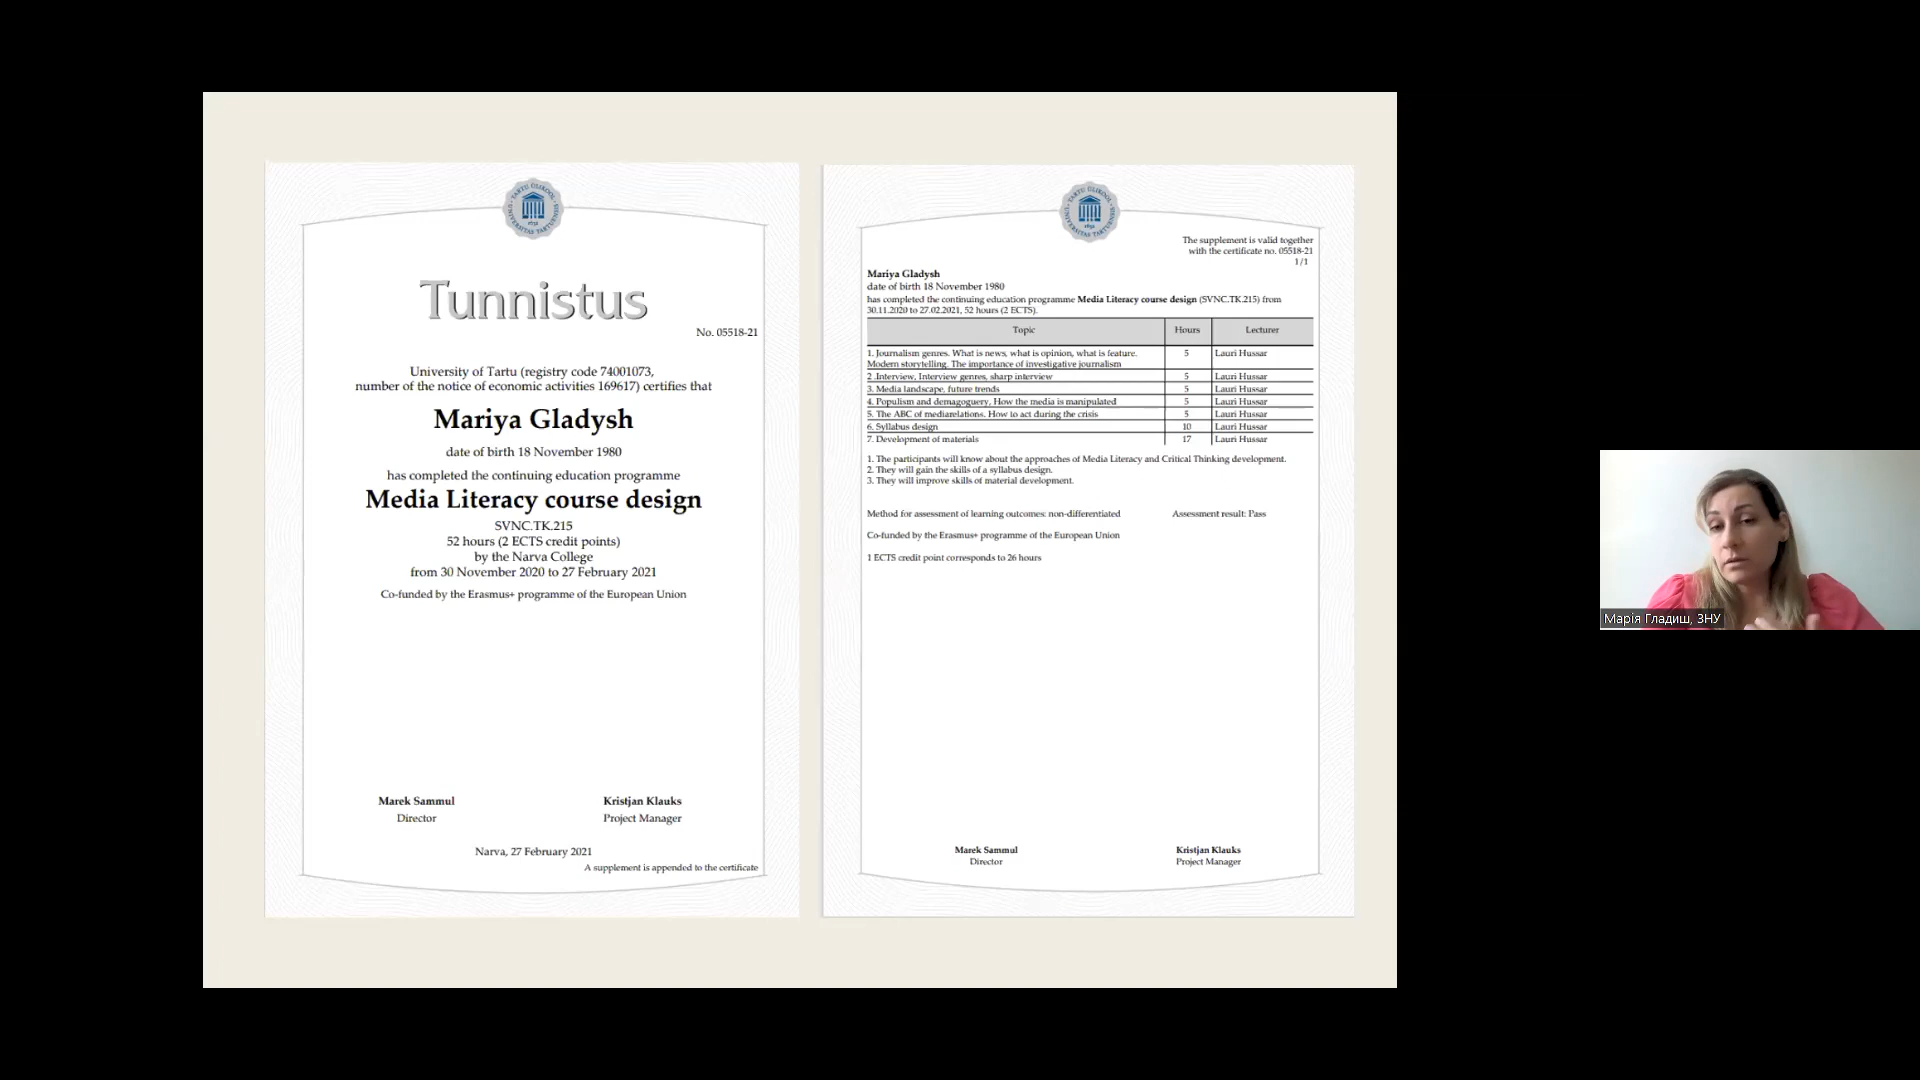 TARTU ÜLIKOOL
UNIVERSITAS TARTUENSIS
1632
Tunnistus
No. 05518-21
University of Tartu (registry code 74001073,
number of the notice of economic activities 169617) certifies that
Mariya Gladysh
date of birth 18 November 1980
has completed the continuing education programme
Media Literacy course design
SVNC.TK.215
52 hours (2 ECTS credit points)
by the Narva College
from 30 November 2020 to 27 February 2021
Co-funded by the Erasmus+ programme of the European Union
Marek Sammul
Director
Kristjan Klauks
Project Manager
Narva, 27 February 2021
A supplement is appended to the certificate
TARTU ÜLIKOOL
UNIVERSITAS TARTUENSIS
1632
The supplement is valid together
with the certificate no. 05518-21
1/1
Mariya Gladysh
date of birth 18 November 1980
has completed the continuing education programme Media Literacy course design (SVNC.TK.215) from
30.11.2020 to 27.02.2021, 52 hours (2 ECTS).
Topic Hours Lecturer
1. Journalism genres. What is news, what is opinion, what is feature. 5 Lauri Hussar
Modern storytelling. The importance of investigative journalism
2 .Interview, Interview genres, sharp interview 5 Lauri Hussar
3. Media landscape, future trends 5 Lauri Hussar
4. Populism and demagoguery, How the media is manipulated 5 Lauri Hussar
5. The ABC of mediarelations. How to act during the crisis 5 Lauri Hussar
6. Syllabus design 10 Lauri Hussar
7. Development of materials 17 Lauri Hussar
1. The participants will know about the approaches of Media Literacy and Critical Thinking development.
2. They will gain the skills of a syllabus design.
3. They will improve skills of material development.
Method for assessment of learning outcomes: non-differentiated Assessment result: Pass
Co-funded by the Erasmus+ programme of the European Union
1 ECTS credit point corresponds to 26 hours
Marek Sammul
Director
Kristjan Klauks
Project Manager
Марія Гладиш, ЗНУ